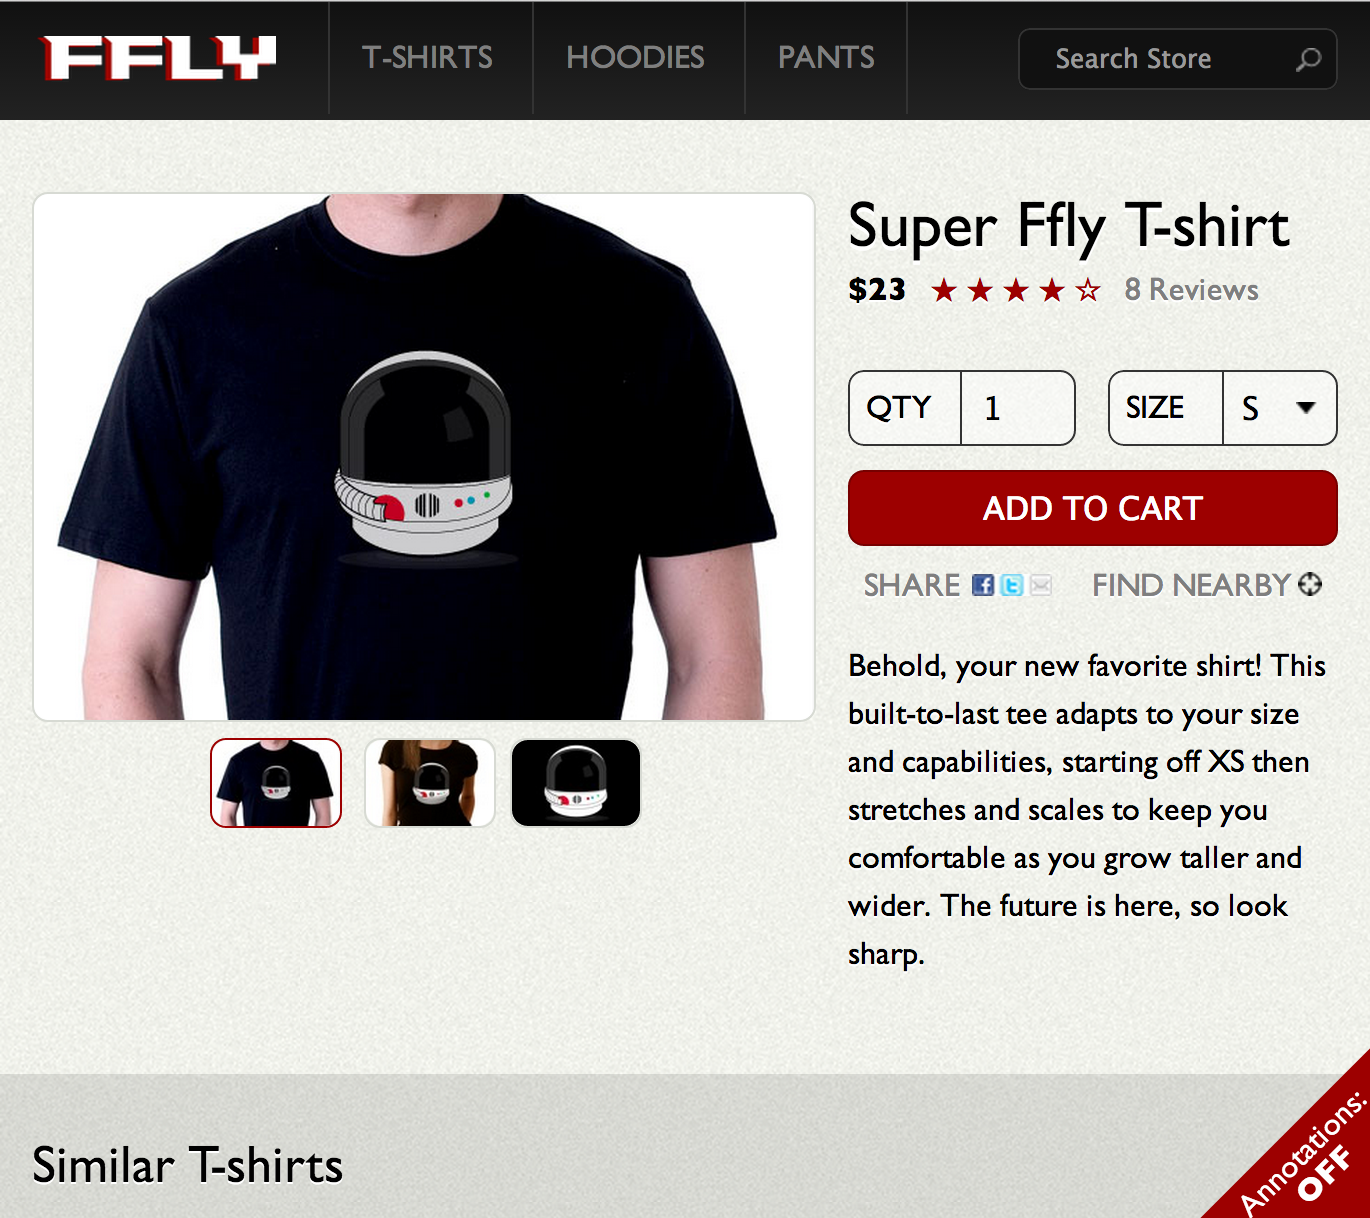 FFLY
T-SHIRTS
HOODIES
PANTS
Search Store
Super Ffly T-shirt
$23 ★ ★ ★ ★ ☆ 8 Reviews
QTY 1
SIZE S
ADD TO CART
SHARE f t
FIND NEARBY
Behold, your new favorite shirt! This
built-to-last tee adapts to your size
and capabilities, starting off XS then
stretches and scales to keep you
comfortable as you grow taller and
wider. The future is here, so look
sharp.
Similar T-shirts
Annotations:
OFF